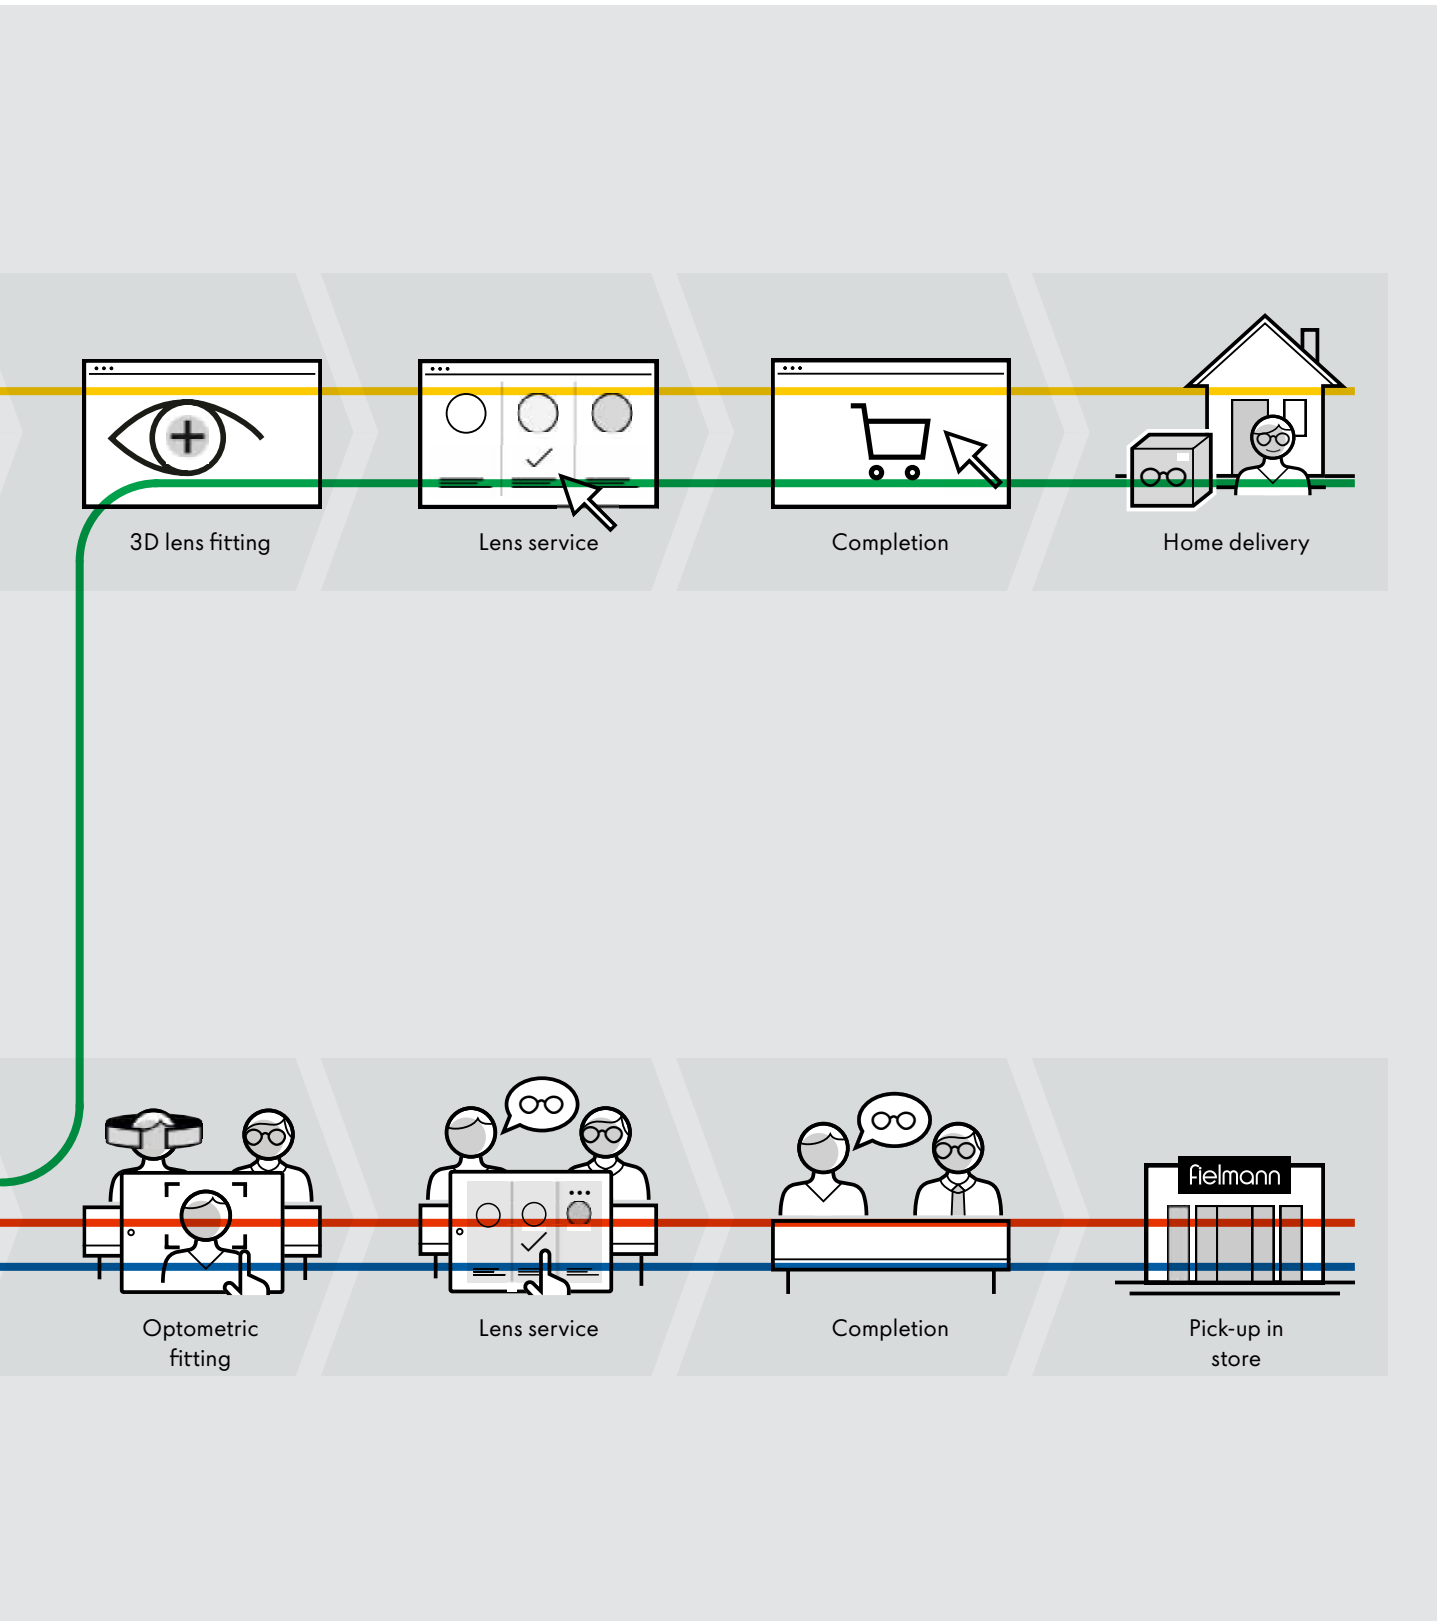 3D lens fitting
Lens service
Completion
Home delivery
fielmann
Optometric
fitting
Lens service
Completion
Pick-up in
store